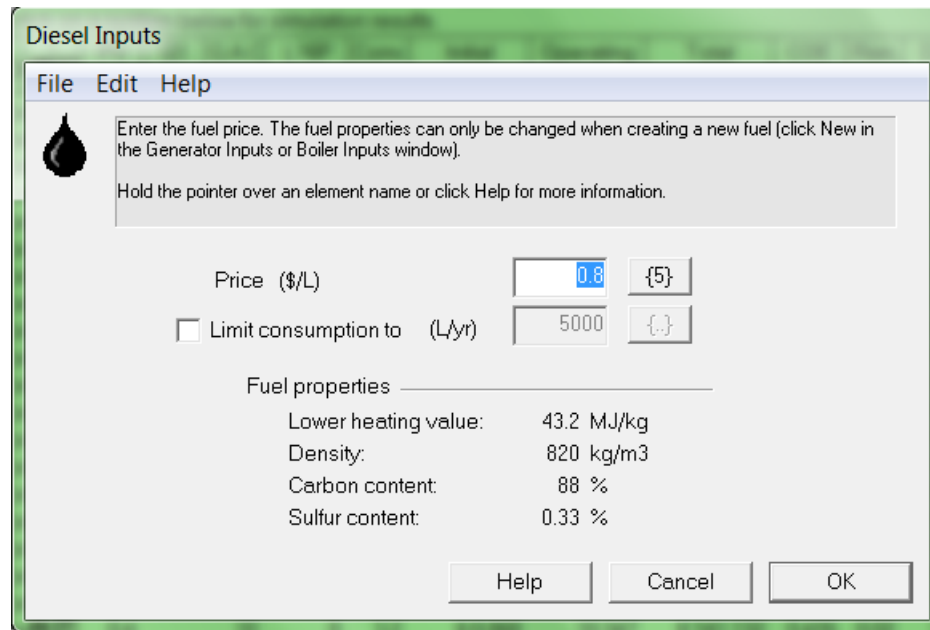 Diesel Inputs
File Edit Help
Enter the fuel price. The fuel properties can only be changed when creating a new fuel (click New in
the Generator Inputs or Boiler Inputs window).
Hold the pointer over an element name or click Help for more information.
Price ($/L) 0.8 {5}
Limit consumption to (L/yr) 5000 {..}
Fuel properties
Lower heating value: 43.2 MJ/kg
Density: 820 kg/m3
Carbon content: 88 %
Sulfur content: 0.33 %
Help Cancel OK